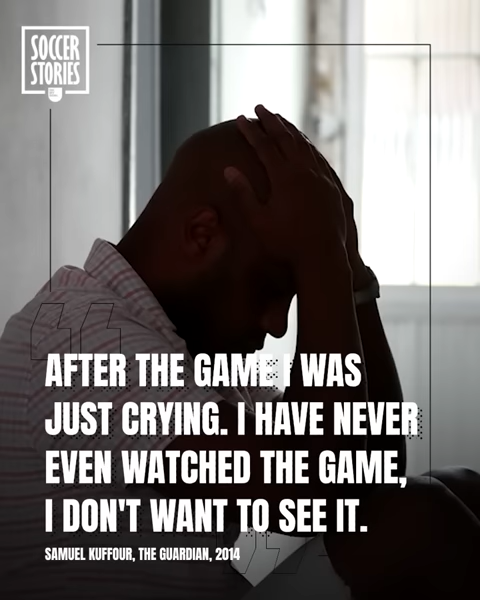 SOCCER
STORIES
AFTER THE GAME I WAS
JUST CRYING. I HAVE NEVER
EVEN WATCHED THE GAME,
I DON'T WANT TO SEE IT.
SAMUEL KUFFOUR, THE GUARDIAN, 2014